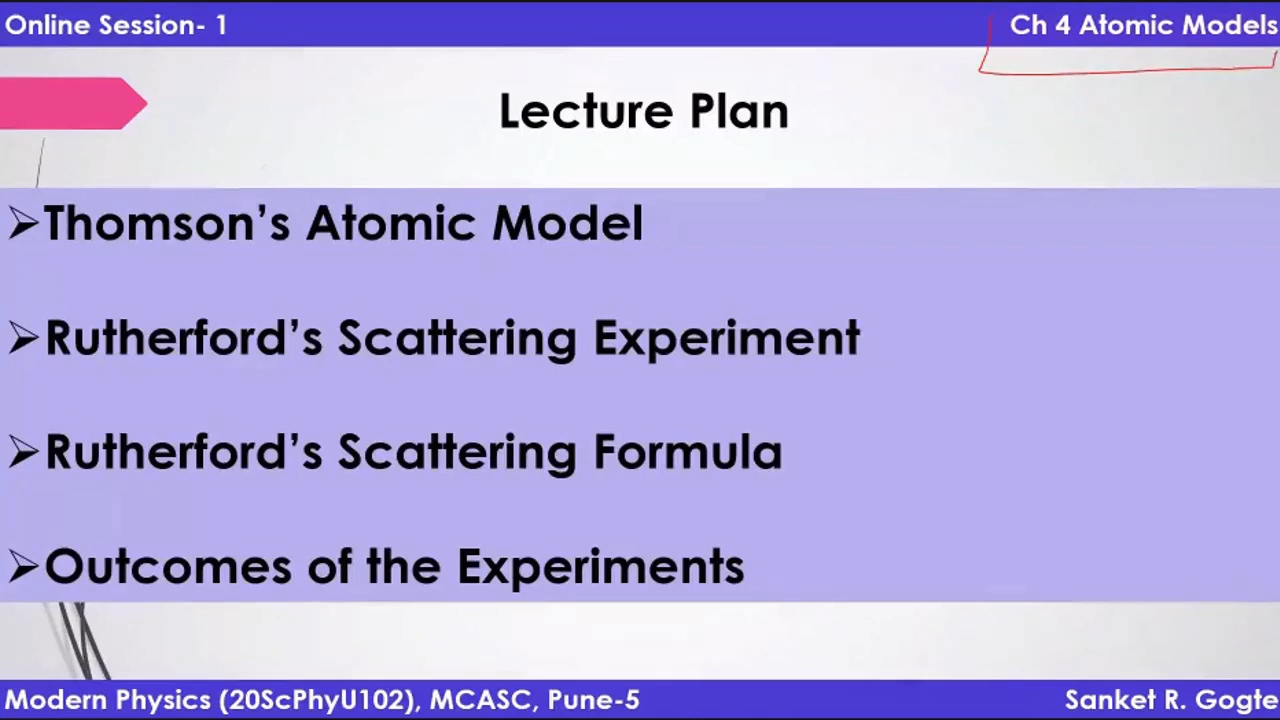 Online Session- 1
Ch 4 Atomic Models
Lecture Plan
➢Thomson's Atomic Model
➢Rutherford's Scattering Experiment
➢Rutherford's Scattering Formula
➢Outcomes of the Experiments
Modern Physics (20ScPhyU102), MCASC, Pune-5
Sanket R. Gogte